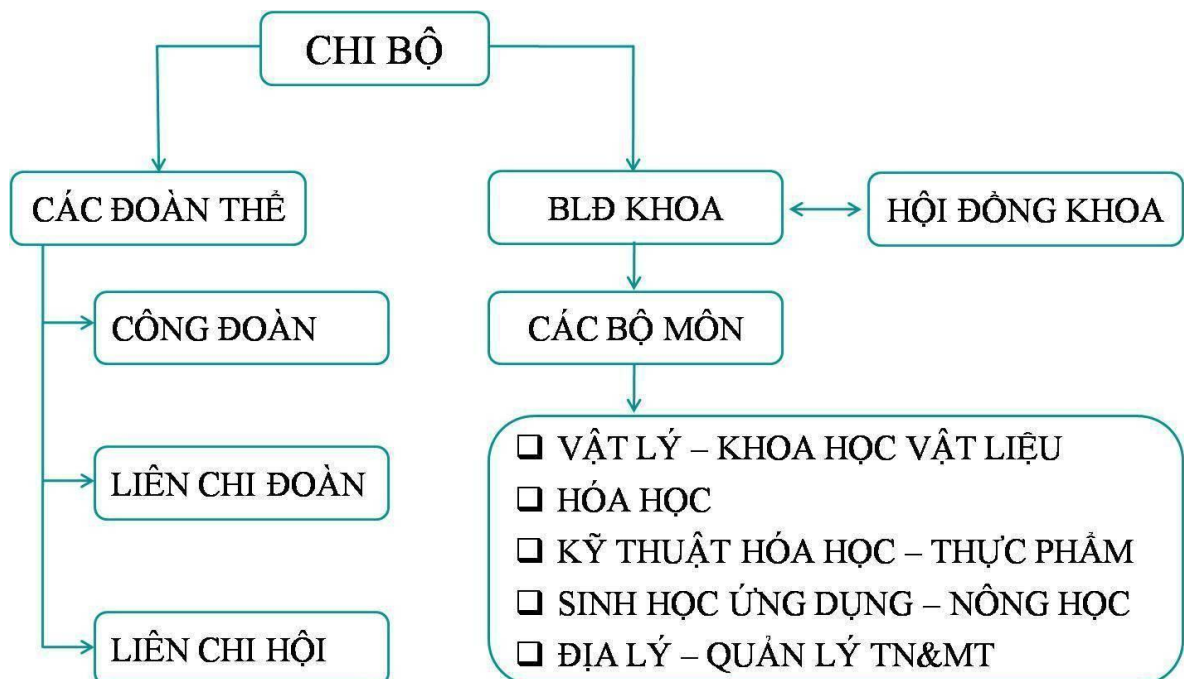 CHI BỘ
CÁC ĐOÀN THỂ
BLĐ KHOA
HỘI ĐỒNG KHOA
CÔNG ĐOÀN
CÁC BỘ MÔN
LIÊN CHI ĐOÀN
LIÊN CHI HỘI
VẬT LÝ – KHOA HỌC VẬT LIỆU
HÓA HỌC
KỸ THUẬT HÓA HỌC – THỰC PHẨM
SINH HỌC ỨNG DỤNG – NÔNG HỌC
ĐỊA LÝ – QUẢN LÝ TN&MT